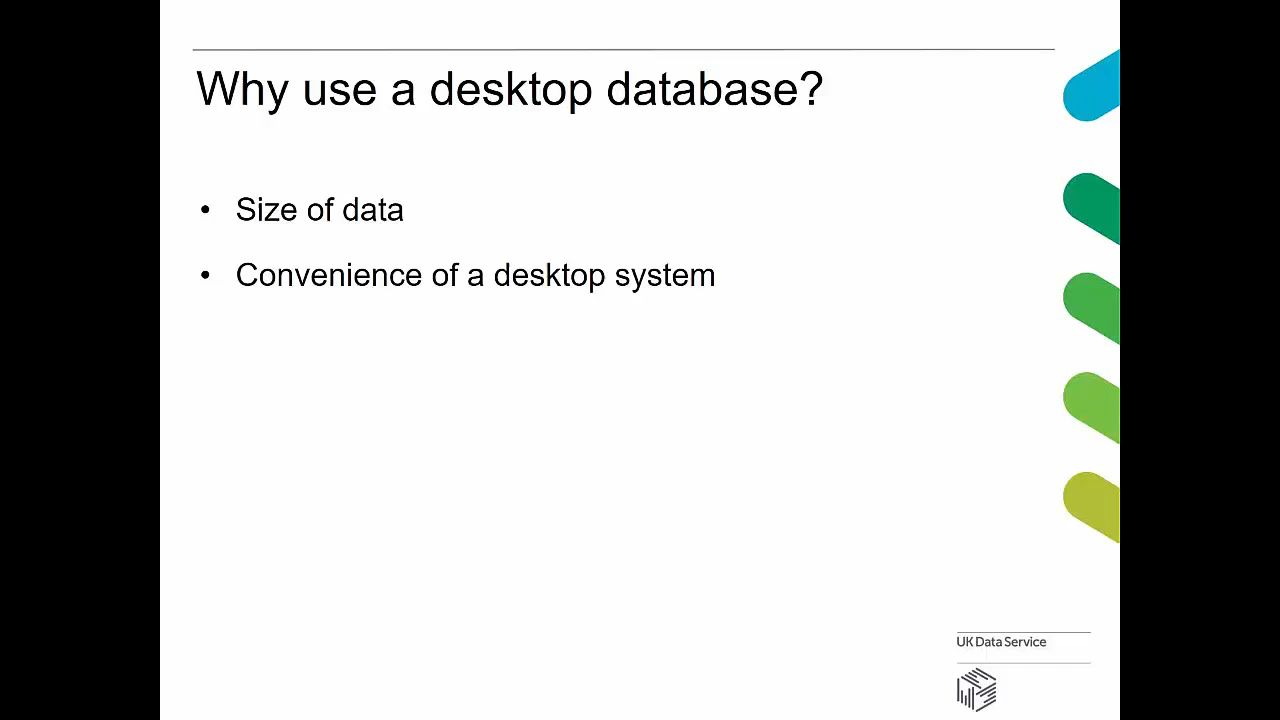 Why use a desktop database?
• Size of data
• Convenience of a desktop system
UK Data Service